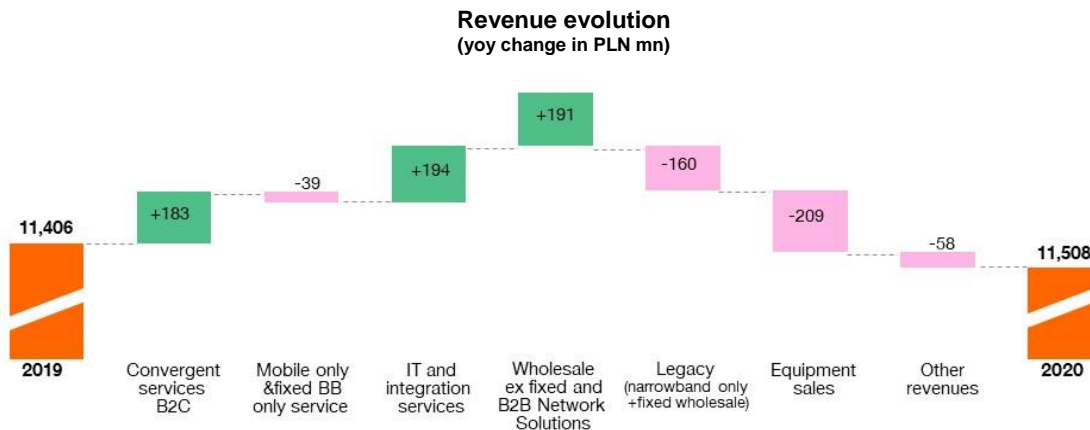 Revenue evolution
(yoy change in PLN mn)
+191
+194
-160
-39
+183
-209
11,406
-58
11,508
2019
Convergent
services
B2C
Mobile only
&fixed BB
only service
IT and
integration
services
Wholesale
ex fixed and
B2B Network
Solutions
Legacy
(narrowband only
+fixed wholesale)
Equipment
sales
Other
revenues
2020